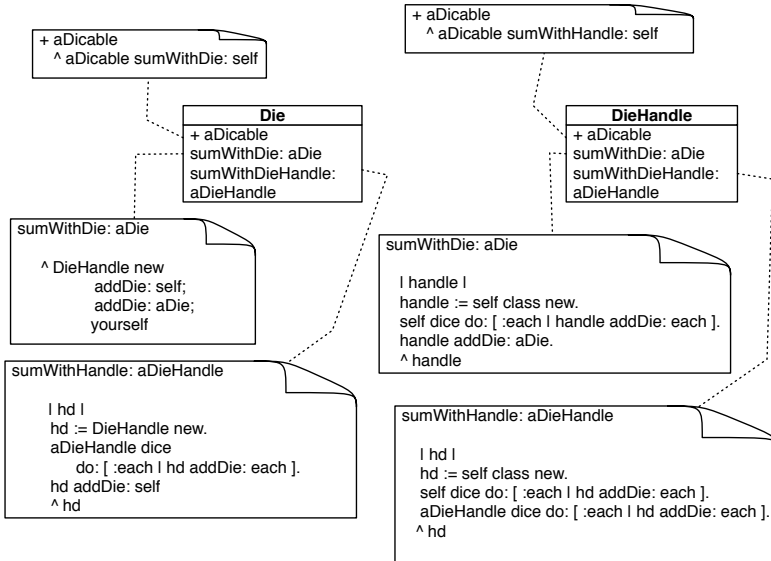 + aDicable
^ aDicable sumWithDie: self
Die
+ aDicable
sumWithDie: aDie
sumWithDieHandle:
aDieHandle
sumWithDie: aDie
^ DieHandle new
addDie: self;
addDie: aDie;
yourself
sumWithHandle: aDieHandle
| hd |
hd := DieHandle new.
aDieHandle dice
do: [ :each | hd addDie: each ].
hd addDie: self
^ hd
+ aDicable
^ aDicable sumWithHandle: self
DieHandle
+ aDicable
sumWithDie: aDie
sumWithDieHandle:
aDieHandle
sumWithDie: aDie
| handle |
handle := self class new.
self dice do: [ :each | handle addDie: each ].
handle addDie: aDie.
^ handle
sumWithHandle: aDieHandle
| hd |
hd := self class new.
self dice do: [ :each | hd addDie: each ].
aDieHandle dice do: [ :each | hd addDie: each ].
^ hd